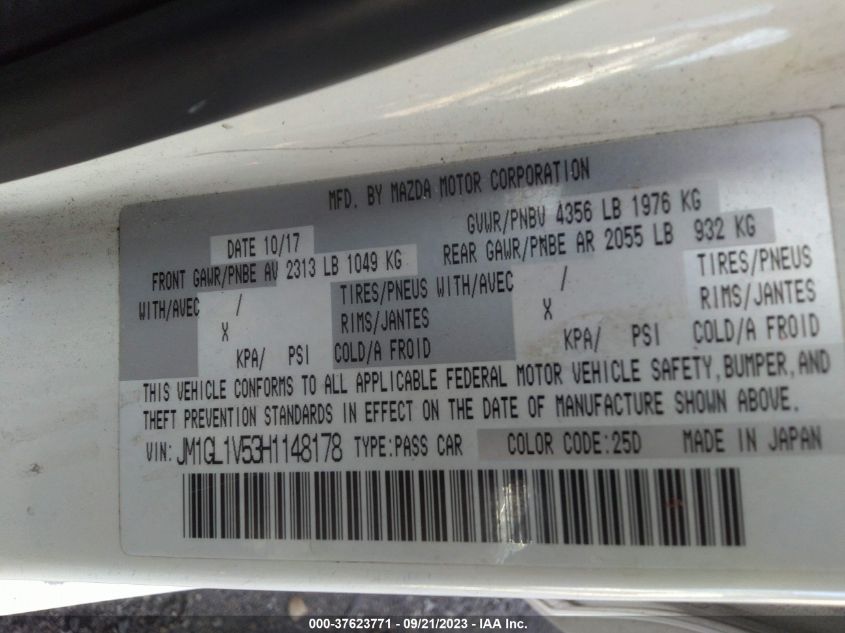 MFD. BY MAZDA MOTOR CORPORATION
DATE 10/17 GVWR/PNBV 4356 LB 1976 KG
FRONT GAWR/PNBE AV 2313 LB 1049 KG REAR GAWR/PNBE AR 2055 LB 932 KG
WITH/AVEC / TIRES/PNEUS WITH/AVEC / TIRES/PNEUS
X RIMS/JANTES X RIMS/JANTES
KPA/ PSI COLD/A FROID KPA/ PSI COLD/A FROID
THIS VEHICLE CONFORMS TO ALL APPLICABLE FEDERAL MOTOR VEHICLE SAFETY, BUMPER, AND
THEFT PREVENTION STANDARDS IN EFFECT ON THE DATE OF MANUFACTURE SHOWN ABOVE.
VIN: JM1GL1V53H1148178 TYPE:PASS CAR COLOR CODE:25D MADE IN JAPAN
000-37623771 - 09/21/2023 - IAA Inc.